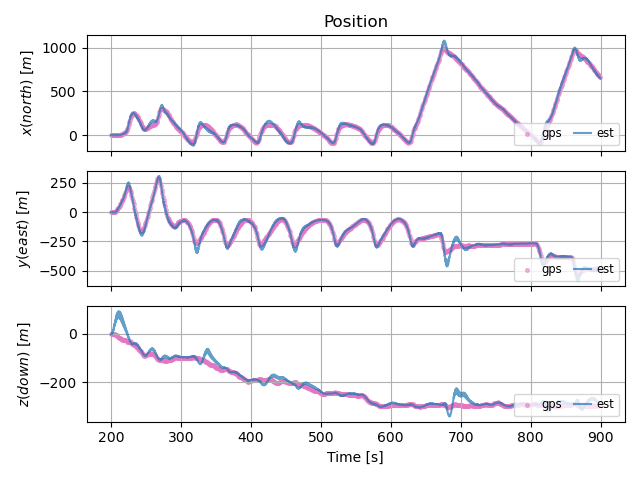 Position
x(north) [m]
1000
500
0
gps est
y(east) [m]
250
0
−250
−500
gps est
z(down) [m]
0
−200
gps est
200 300 400 500 600 700 800 900
Time [s]